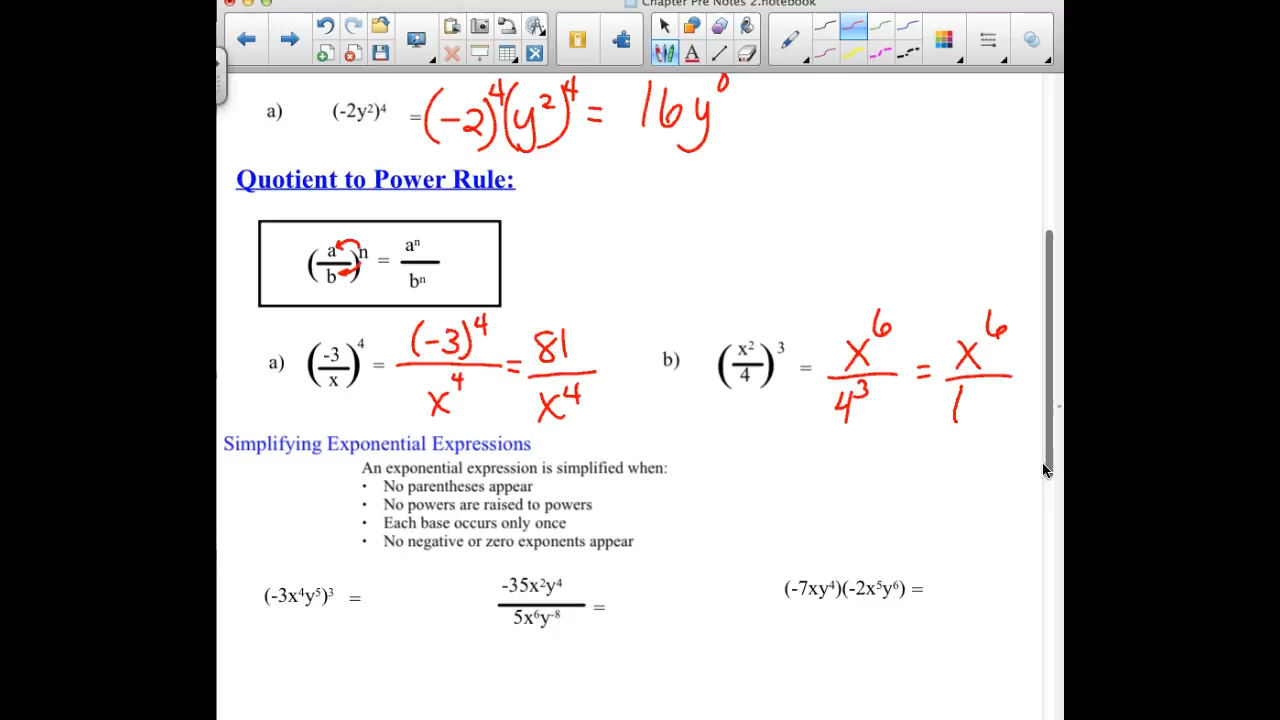 Chapter Pre Notes 2.notebook
a) (-2y²)⁴ = (-2)⁴(y²)⁴ = 16y
Quotient to Power Rule:
(a/b)ⁿ = aⁿ/bⁿ
a) (-3/x)⁴ = (-3)⁴/x⁴ = 81/x⁴
b) (x²/4)³ = x⁶/4³ = x⁶/
Simplifying Exponential Expressions
An exponential expression is simplified when:
• No parentheses appear
• No powers are raised to powers
• Each base occurs only once
• No negative or zero exponents appear
(-3x⁴y⁵)³ =
-35x²y⁴/5x⁶y⁻⁸ =
(-7xy⁴)(-2x⁵y⁶) =